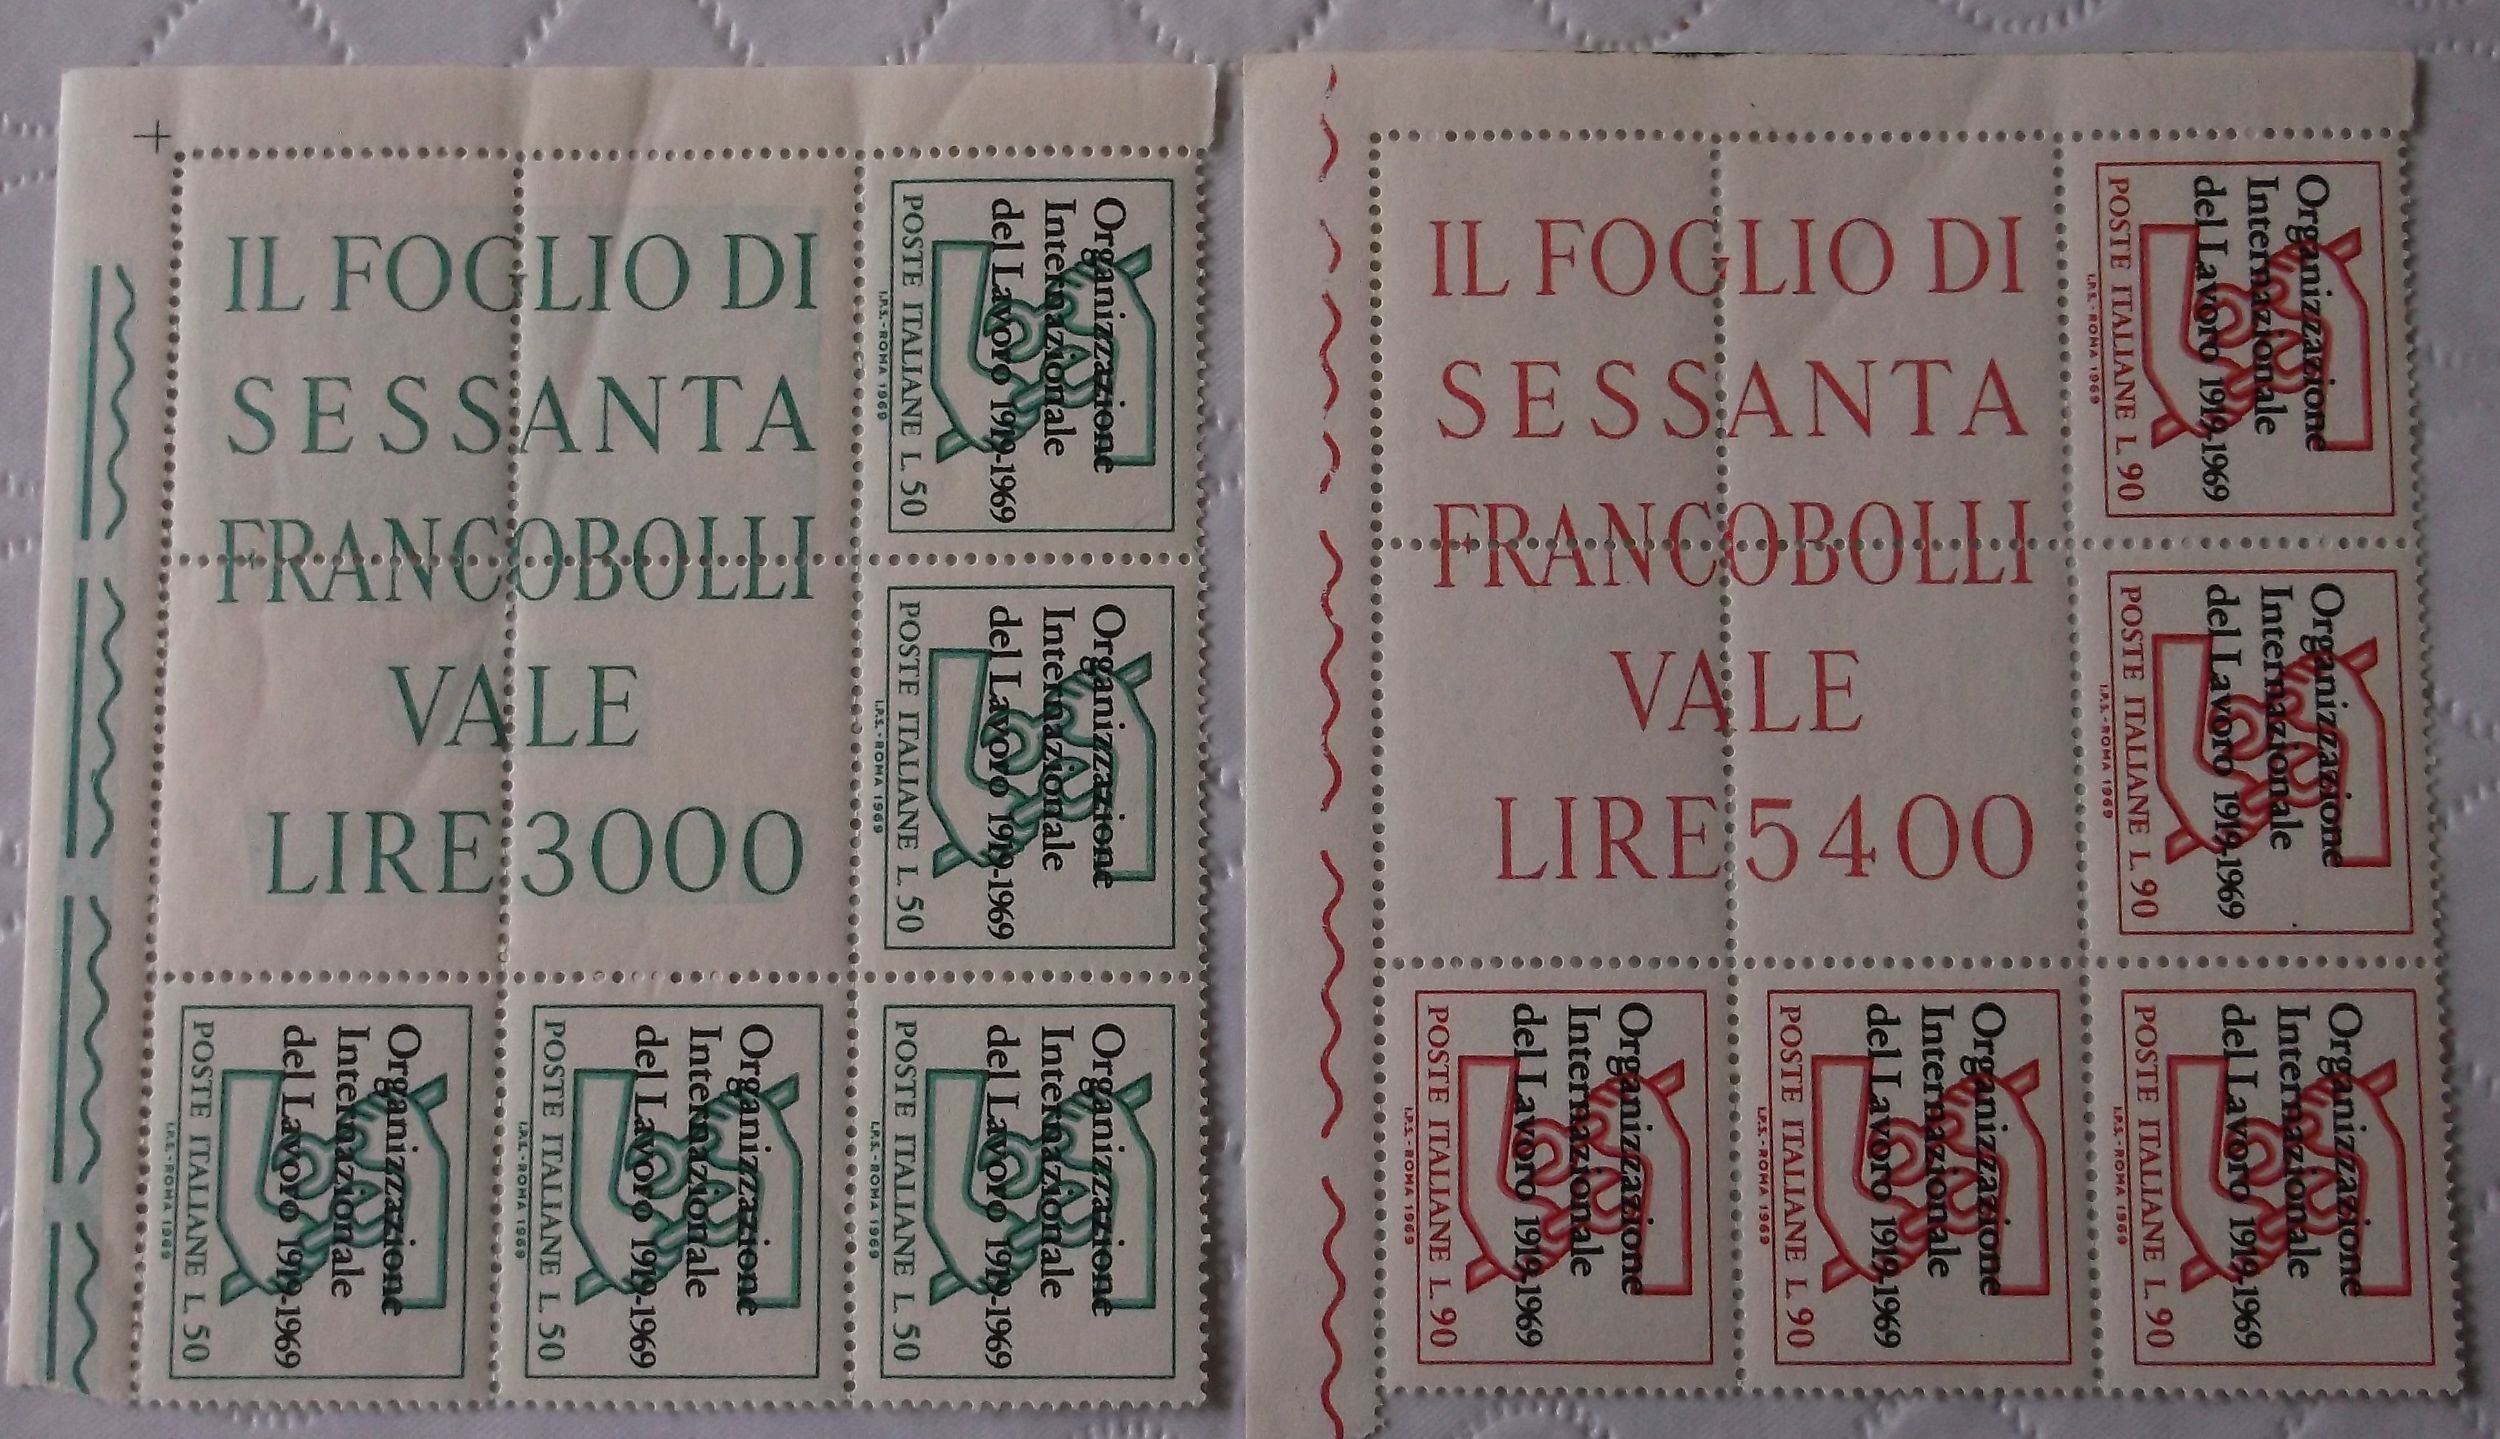 IL FOGLIO DI
SESSANTA
FRANCOBOLLI
VALE
LIRE 3000
Organizzazione
Internazionale
del Lavoro 1919-1969
POSTE ITALIANE L. 50
I.P.S.-ROMA 1969
Organizzazione
Internazionale
del Lavoro 1919-1969
POSTE ITALIANE L. 50
I.P.S.-ROMA 1969
Organizzazione
Internazionale
del Lavoro 1919-1969
POSTE ITALIANE L. 50
I.P.S.-ROMA 1969
Organizzazione
Internazionale
del Lavoro 1919-1969
POSTE ITALIANE L. 50
I.P.S.-ROMA 1969
Organizzazione
Internazionale
del Lavoro 1919-1969
POSTE ITALIANE L. 50
I.P.S.-ROMA 1969
IL FOGLIO DI
SESSANTA
FRANCOBOLLI
VALE
LIRE 5400
Organizzazione
Internazionale
del Lavoro 1919-1969
POSTE ITALIANE L. 90
I.P.S.-ROMA 1969
Organizzazione
Internazionale
del Lavoro 1919-1969
POSTE ITALIANE L. 90
I.P.S.-ROMA 1969
Organizzazione
Internazionale
del Lavoro 1919-1969
POSTE ITALIANE L. 90
I.P.S.-ROMA 1969
Organizzazione
Internazionale
del Lavoro 1919-1969
POSTE ITALIANE L. 90
I.P.S.-ROMA 1969
Organizzazione
Internazionale
del Lavoro 1919-1969
POSTE ITALIANE L. 90
I.P.S.-ROMA 1969